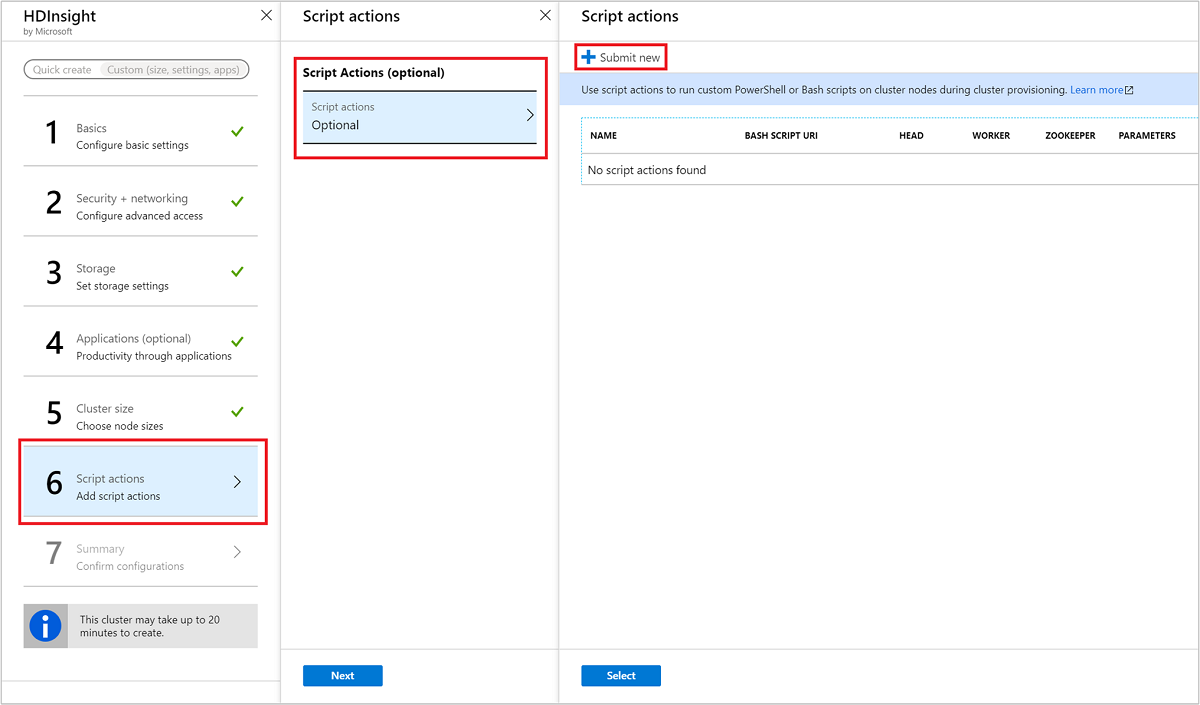 HDInsight
by Microsoft
Quick create Custom (size, settings, apps)
1
Basics
Configure basic settings
2
Security + networking
Configure advanced access
3
Storage
Set storage settings
4
Applications (optional)
Productivity through applications
5
Cluster size
Choose node sizes
6
Script actions
Add script actions
7
Summary
Confirm configurations
This cluster may take up to 20
minutes to create.
Script actions
Script Actions (optional)
Script actions
Optional
Next
Script actions
Submit new
Use script actions to run custom PowerShell or Bash scripts on cluster nodes during cluster provisioning. Learn more
NAME BASH SCRIPT URI HEAD WORKER ZOOKEEPER PARAMETERS
No script actions found
Select